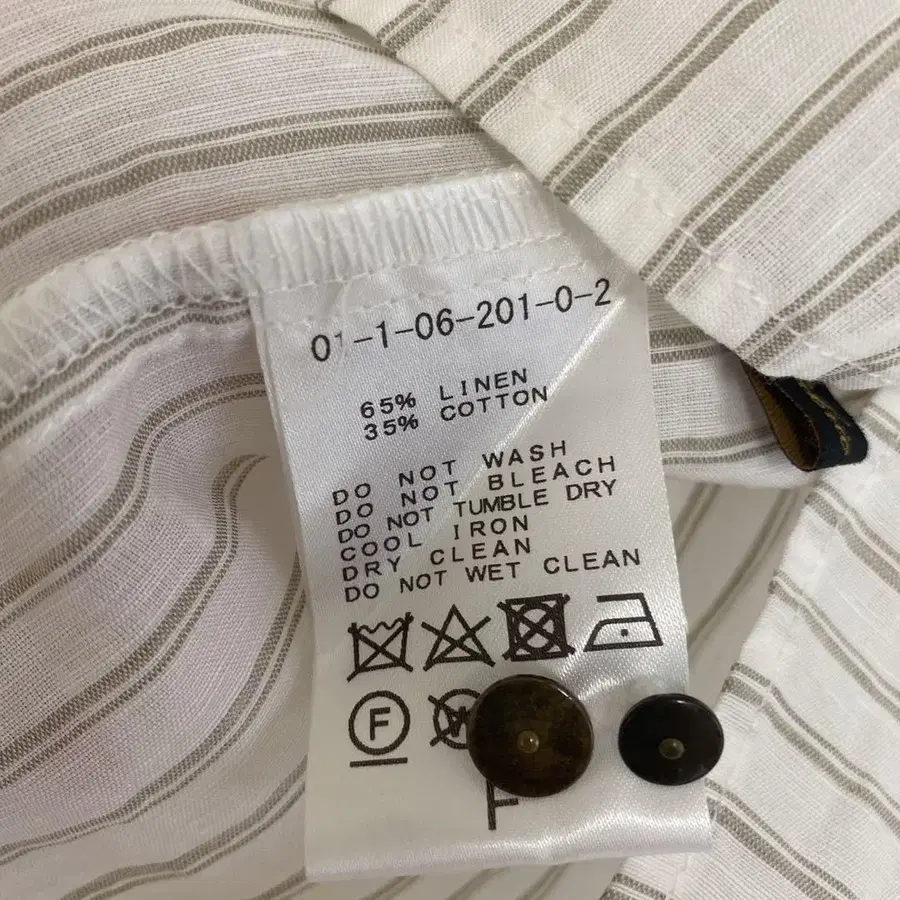 01-1-06-201-0-2
65% LINEN
35% COTTON
DO NOT WASH
DO NOT BLEACH
DO NOT TUMBLE DRY
COOL IRON
DRY CLEAN
DO NOT WET CLEAN
F W
F